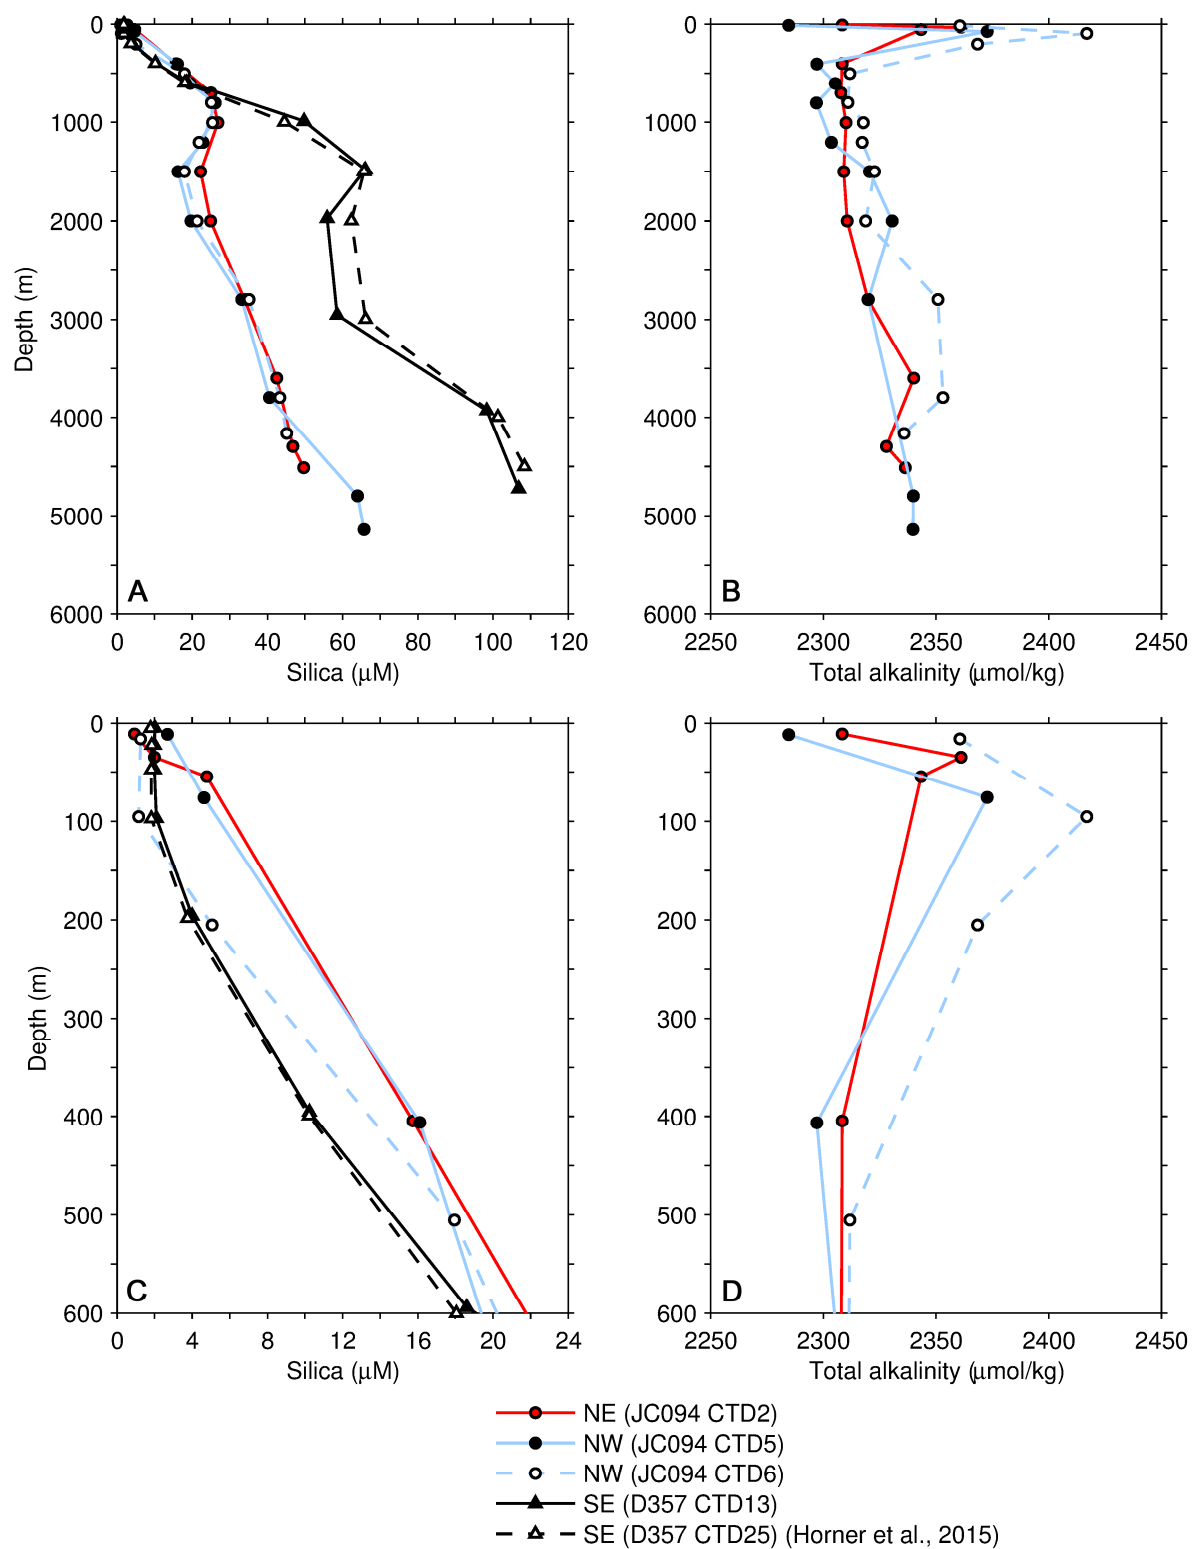 0
1000
2000
3000
4000
5000
6000
Depth (m)
A
0 20 40 60 80 100 120
Silica (μM)
0
1000
2000
3000
4000
5000
6000
B
2250 2300 2350 2400 2450
Total alkalinity (μmol/kg)
0
100
200
300
400
500
600
Depth (m)
C
0 4 8 12 16 20 24
Silica (μM)
0
100
200
300
400
500
600
D
2250 2300 2350 2400 2450
Total alkalinity (μmol/kg)
NE (JC094 CTD2)
NW (JC094 CTD5)
NW (JC094 CTD6)
SE (D357 CTD13)
SE (D357 CTD25) (Horner et al., 2015)